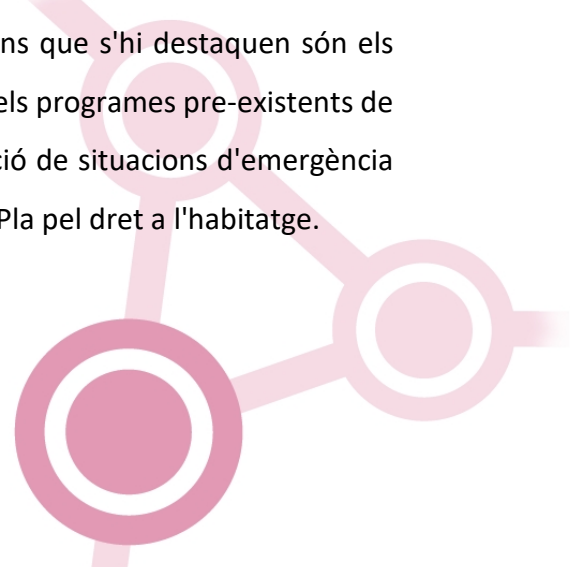 ns que s'hi destaquen són els
els programes pre-existents de
ció de situacions d'emergència
Pla pel dret a l'habitatge.